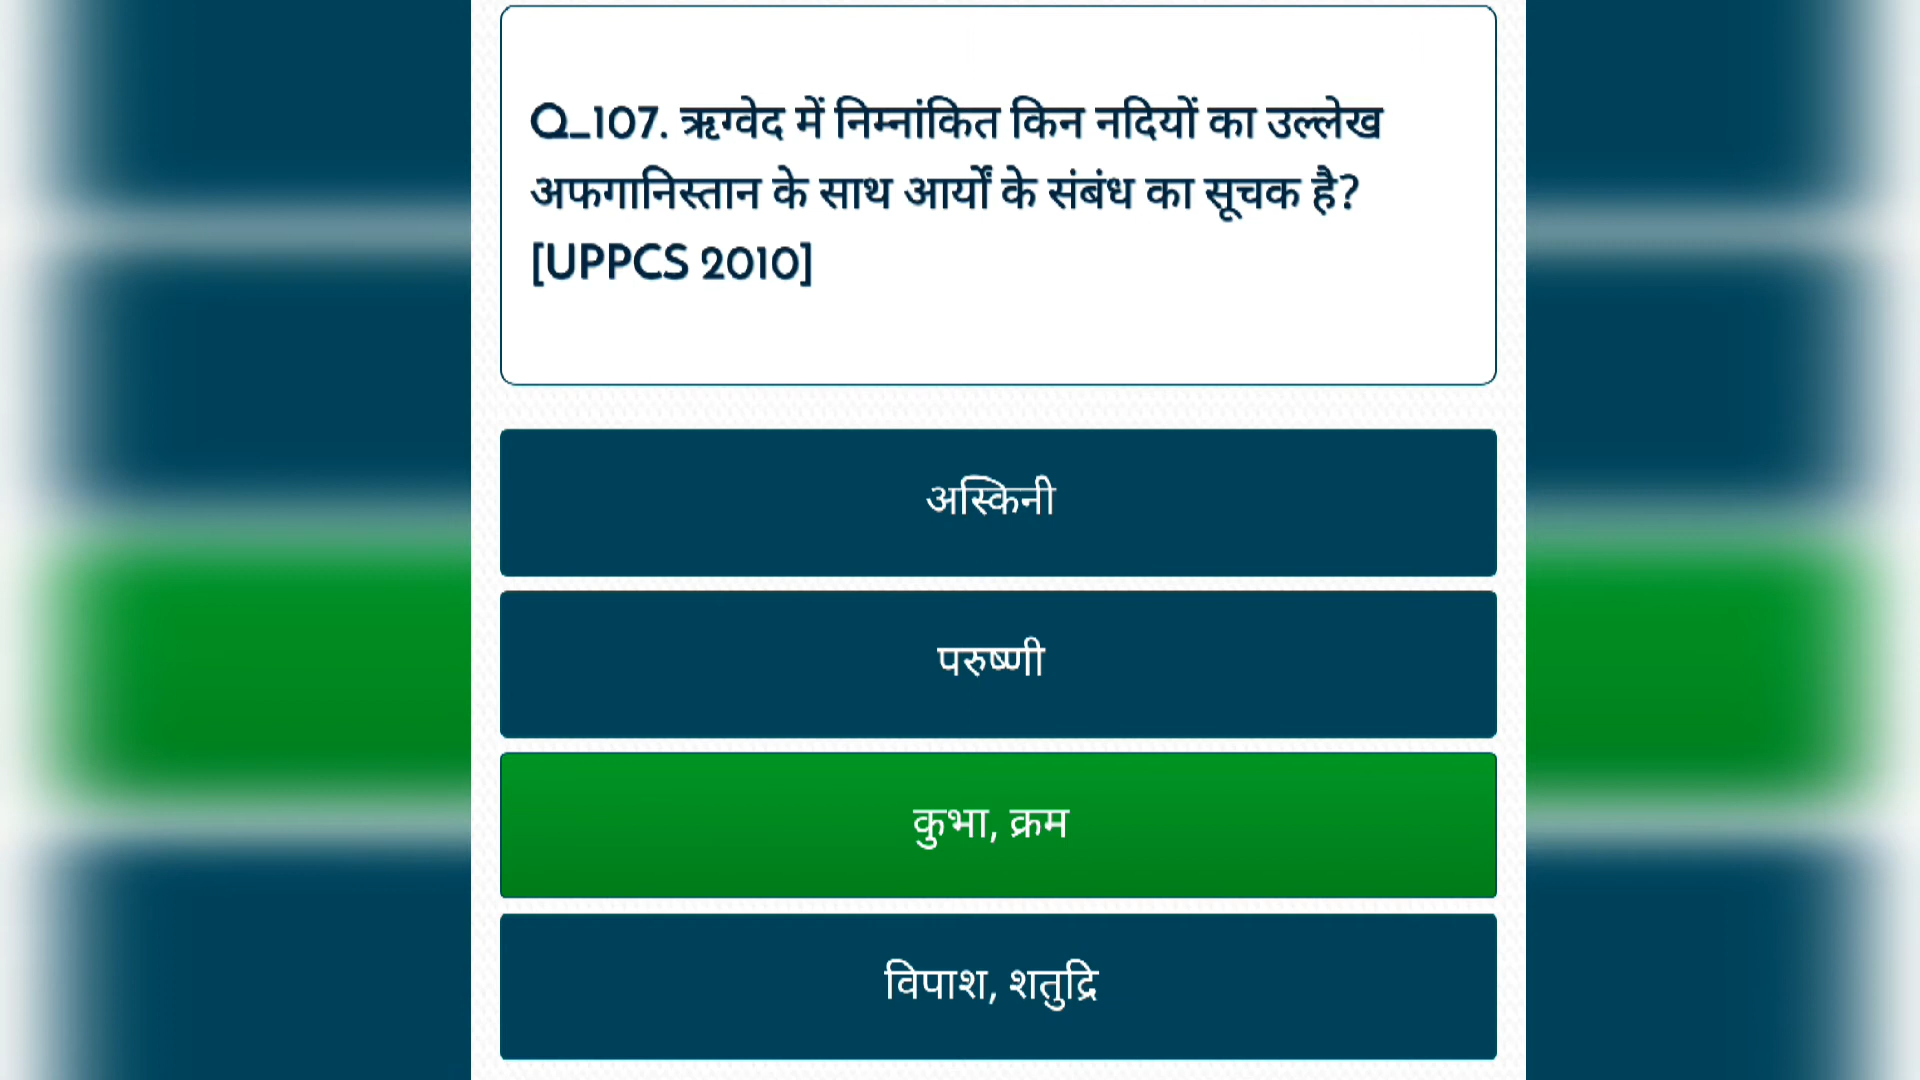 Q_107. ऋग्वेद में निम्नांकित किन नदियों का उल्लेख
अफगानिस्तान के साथ आर्यों के संबंध का सूचक है?
[UPPCS 2010]
अस्किनी
परुष्णी
कुभा, क्रम
विपाश, शतुद्रि